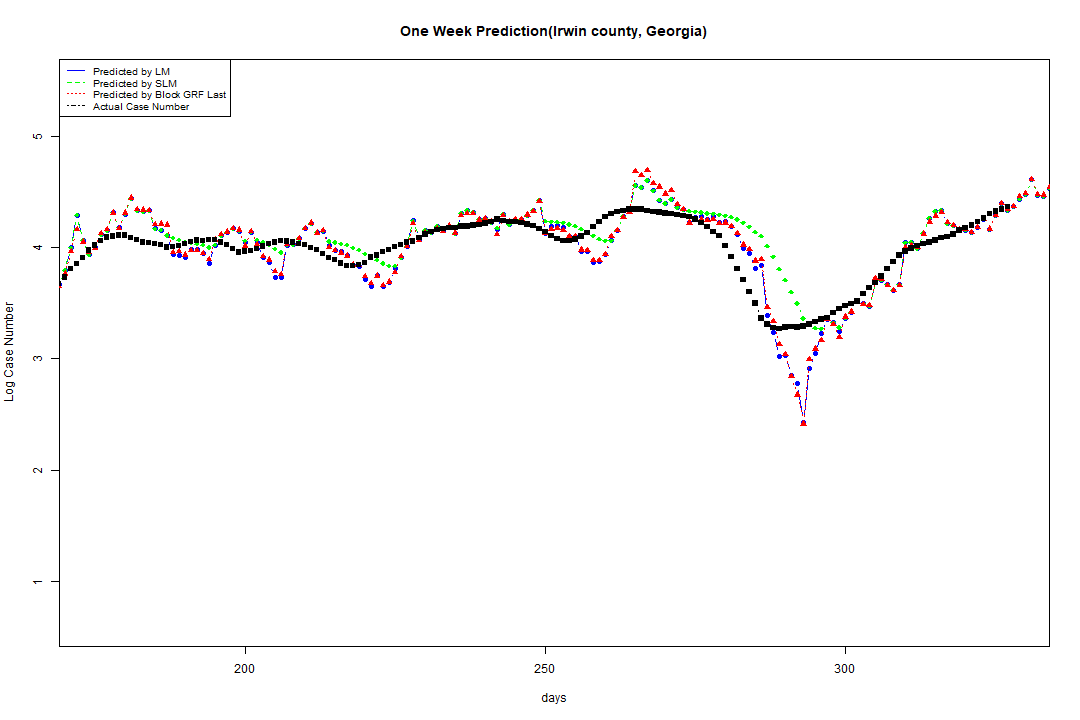 One Week Prediction(Irwin county, Georgia)
Predicted by LM
Predicted by SLM
Predicted by Block GRF Last
Actual Case Number
5
4
3
2
1
Log Case Number
200 250 300
days